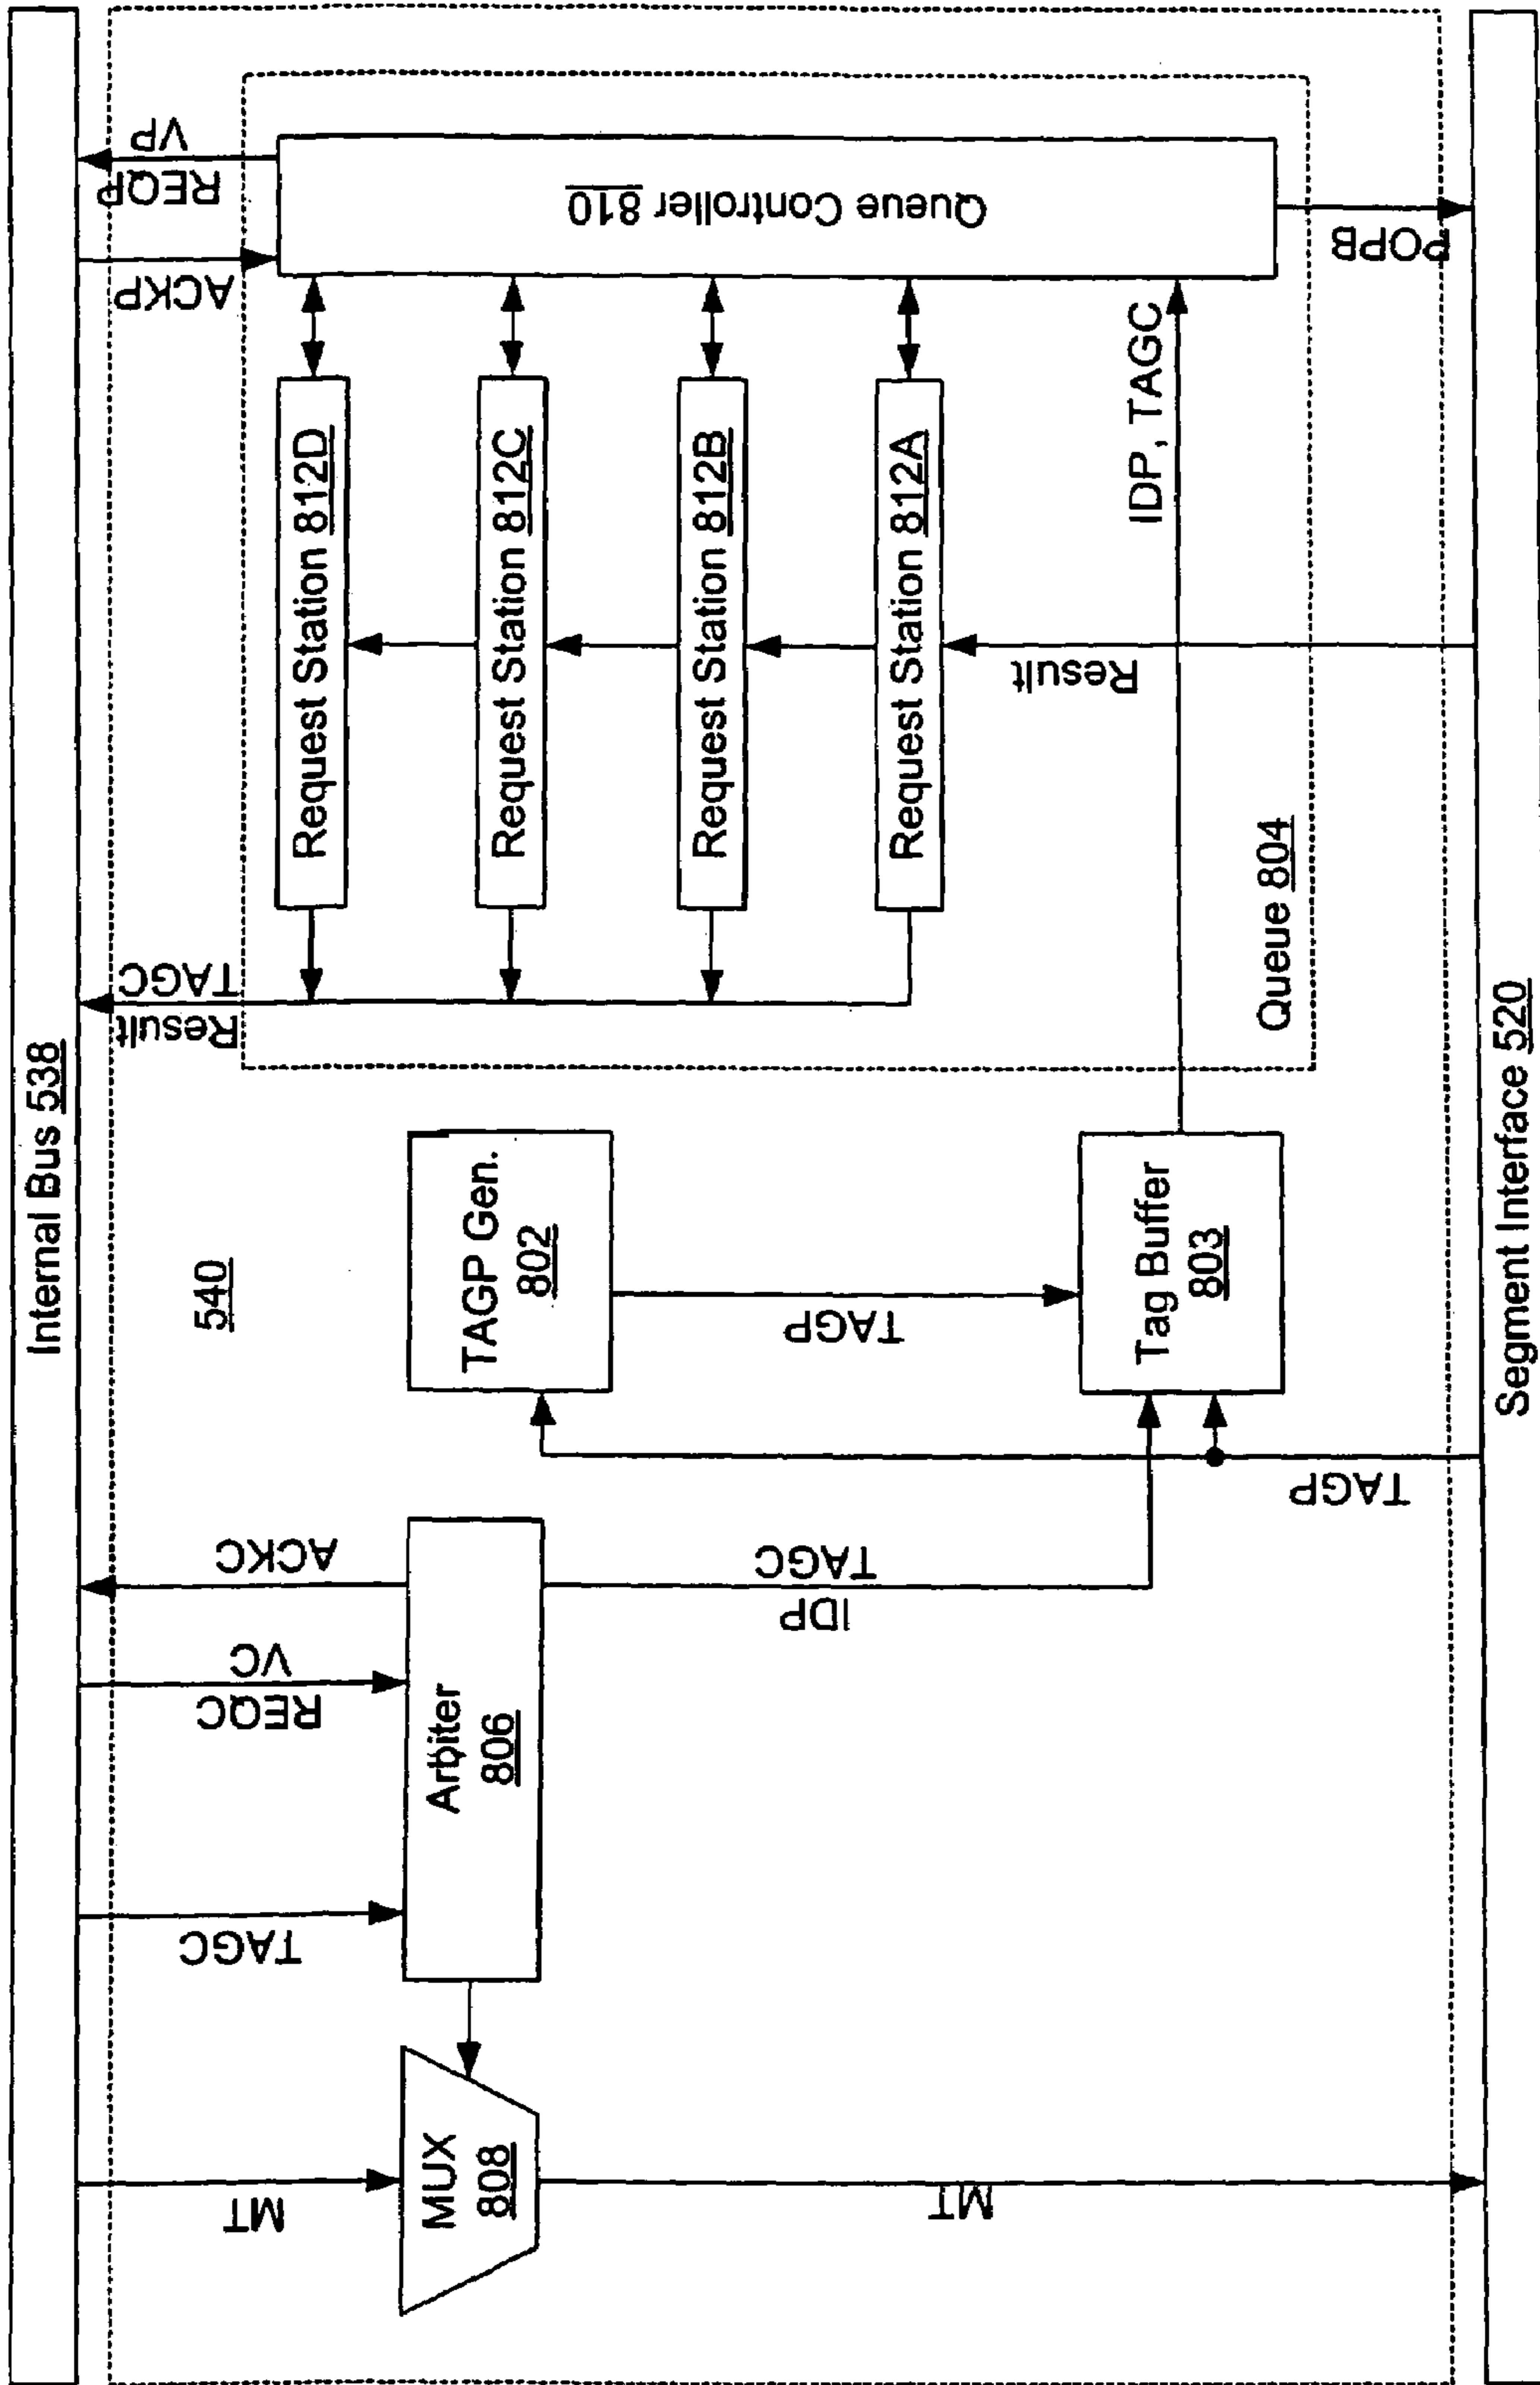 Internal Bus 538
540
MT
TAGC
REQC
VC
ACKC
Result
TAGC
ACKP
REQP
VP
MUX
808
Arbiter
806
TAGP Gen.
802
Request Station 812D
Request Station 812C
Request Station 812B
Request Station 812A
Queue Controller 810
IDP
TAGC
TAGP
MT
TAGP
Tag Buffer
803
Result
IDP, TAGC
Queue 804
POPB
Segment Interface 520